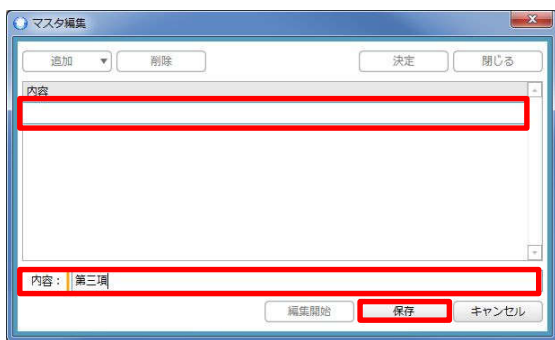 マスタ編集
追加 ▼ 削除 決定 閉じる
内容
内容： 第三項
編集開始 保存 キャンセル